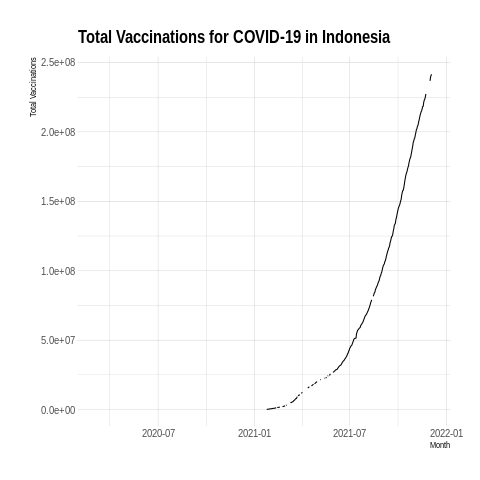 Total Vaccinations for COVID-19 in Indonesia
Total Vaccinations
2.5e+08
2.0e+08
1.5e+08
1.0e+08
5.0e+07
0.0e+00
2020-07 2021-01 2021-07 2022-01
Month